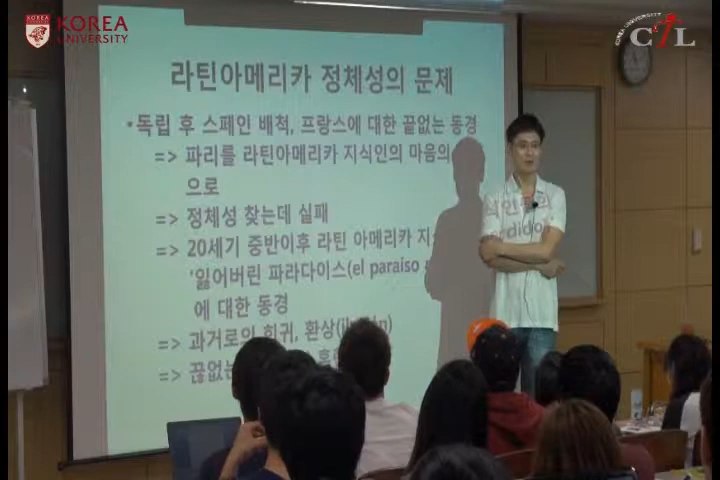 KOREA
UNIVERSITY
KOREA UNIVERSITY
CTL
라틴아메리카 정체성의 문제
•독립 후 스페인 배척, 프랑스에 대한 끝없는 동경
=> 파리를 라틴아메리카 지식인의 마음의
으로
=> 정체성 찾는데 실패
=> 20세기 중반이후 라틴 아메리카
'잃어버린 파라다이스(el paraiso
에 대한 동경
=> 과거로의 회귀, 환상
=> 끊없는